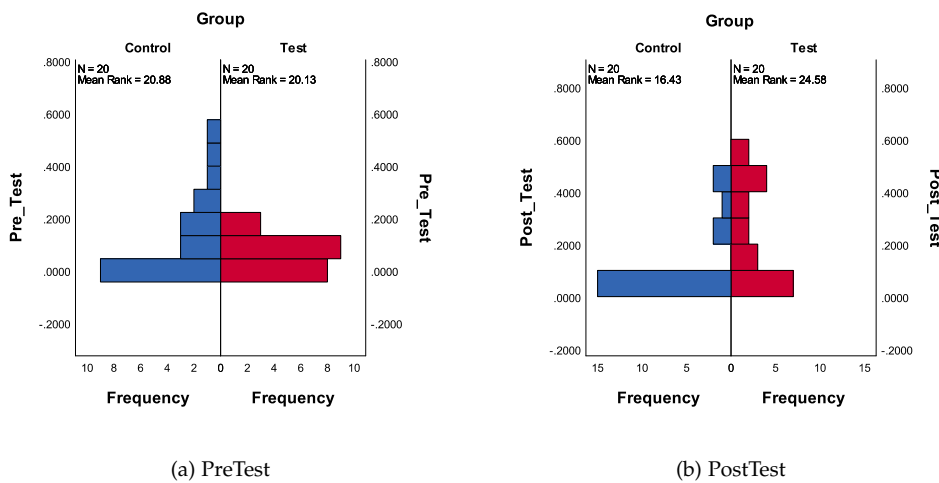 Group
Control Test
N = 20
Mean Rank = 20.88
N = 20
Mean Rank = 20.13
.8000 .8000
.6000 .6000
.4000 .4000
.2000 .2000
.0000 .0000
-.2000 -.2000
Pre_Test
Pre_Test
10 8 6 4 2 0 2 4 6 8 10
Frequency Frequency
(a) PreTest
Group
Control Test
N = 20
Mean Rank = 16.43
N = 20
Mean Rank = 24.58
.8000 .8000
.6000 .6000
.4000 .4000
.2000 .2000
.0000 .0000
-.2000 -.2000
Post_Test
Post_Test
15 10 5 0 5 10 15
Frequency Frequency
(b) PostTest